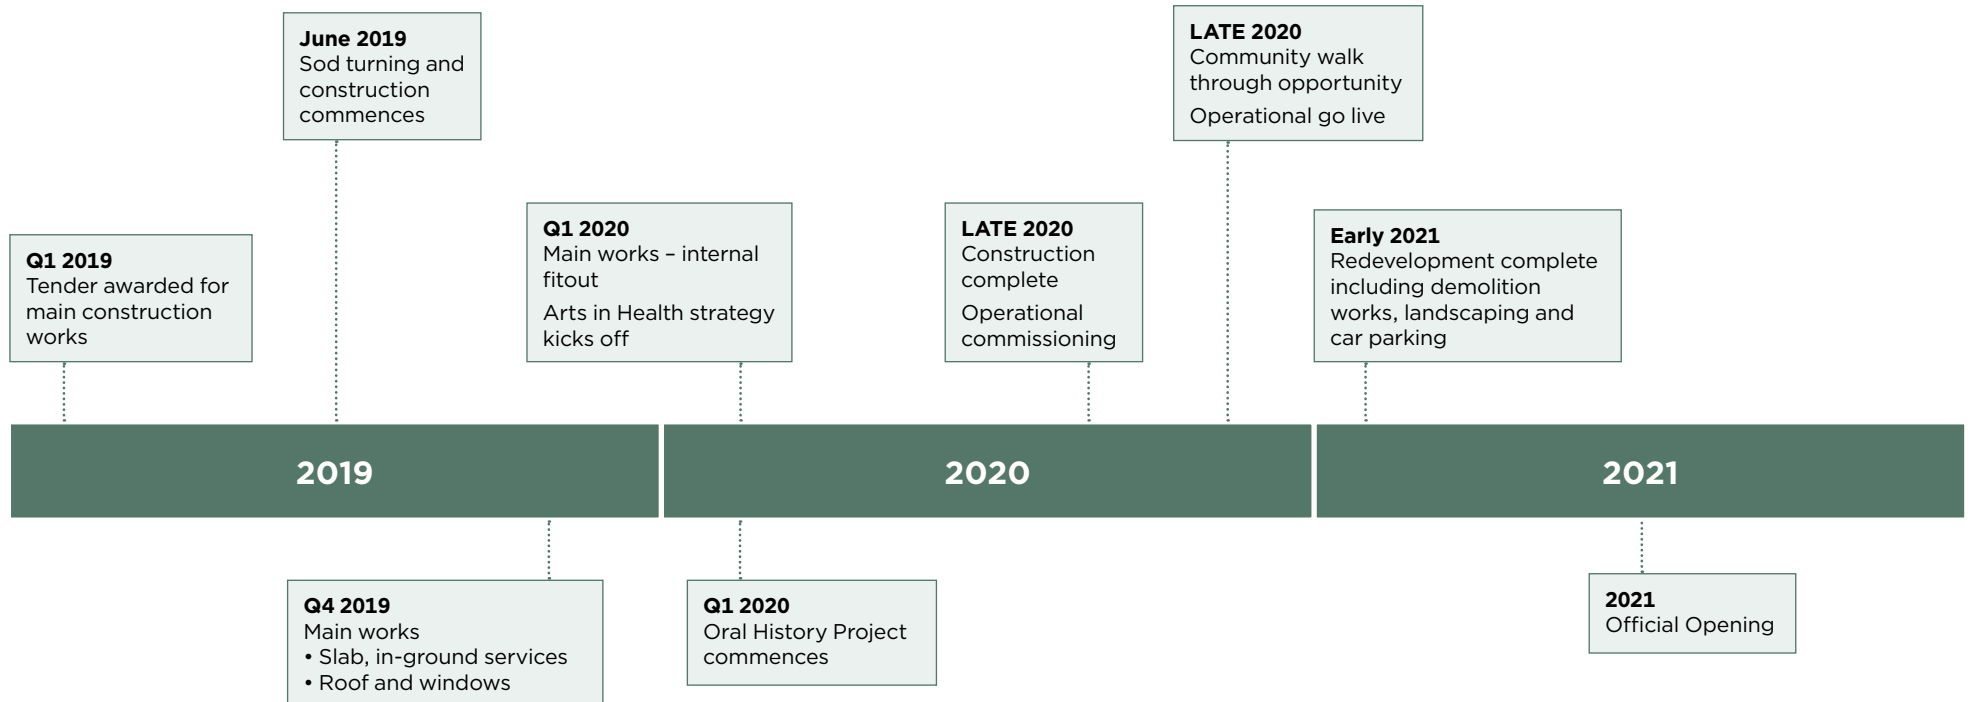 June 2019
Sod turning and
construction
commences
LATE 2020
Community walk
through opportunity
Operational go live
Q1 2019
Tender awarded for
main construction
works
Q1 2020
Main works – internal
fitout
Arts in Health strategy
kicks off
LATE 2020
Construction
complete
Operational
commissioning
Early 2021
Redevelopment complete
including demolition
works, landscaping and
car parking
2019
2020
2021
Q4 2019
Main works
• Slab, in-ground services
• Roof and windows
Q1 2020
Oral History Project
commences
2021
Official Opening